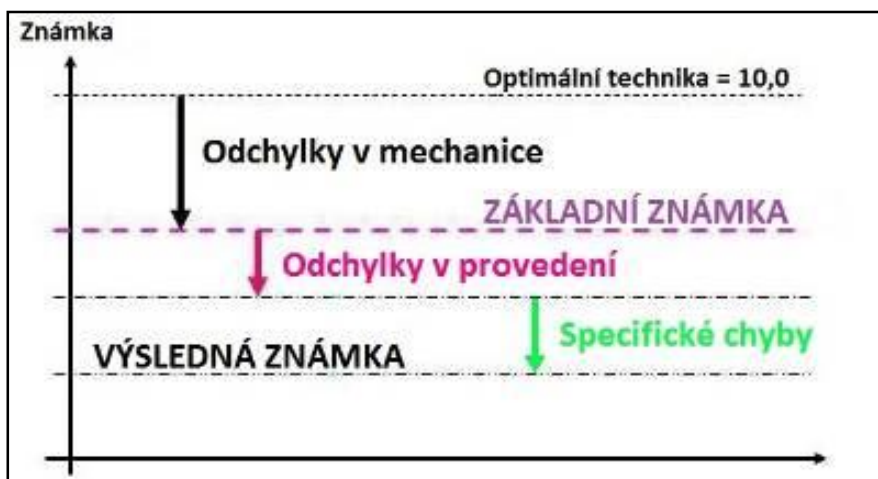 Známka
Optimální technika = 10,0
Odchylky v mechanice
ZÁKLADNÍ ZNÁMKA
Odchylky v provedení
Specifické chyby
VÝSLEDNÁ ZNÁMKA